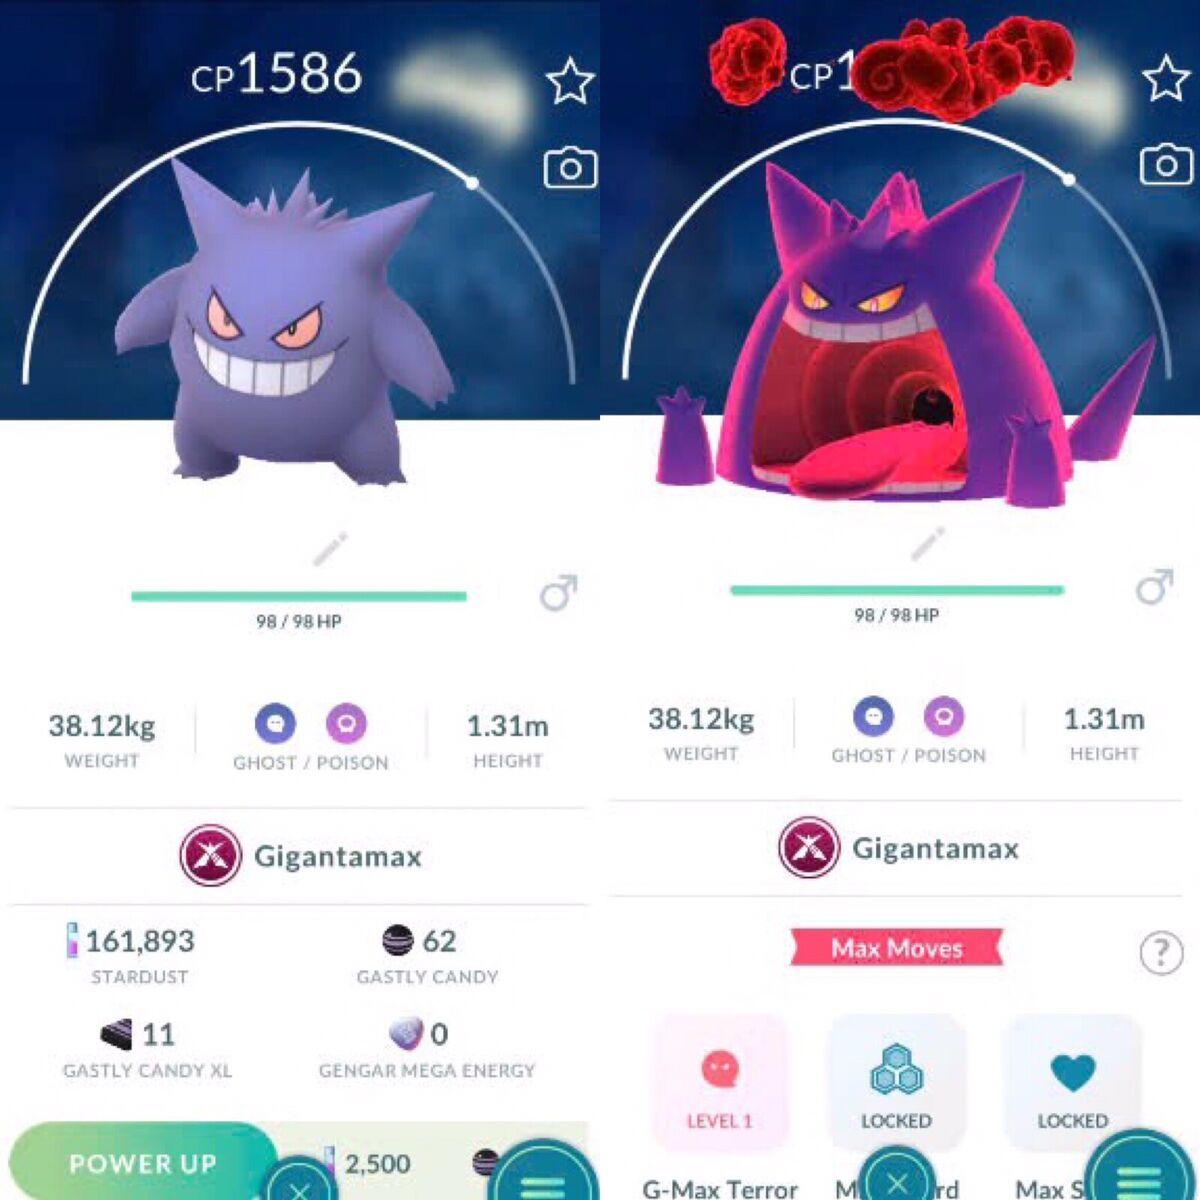 CP1586
98 / 98 HP
38.12kg
WEIGHT
GHOST / POISON
1.31m
HEIGHT
Gigantamax
161,893
STARDUST
62
GASTLY CANDY
11
GASTLY CANDY XL
0
GENGAR MEGA ENERGY
POWER UP
2,500
CP1
98 / 98 HP
38.12kg
WEIGHT
GHOST / POISON
1.31m
HEIGHT
Gigantamax
Max Moves
?
LEVEL 1
LOCKED
LOCKED
G-Max Terror
Max